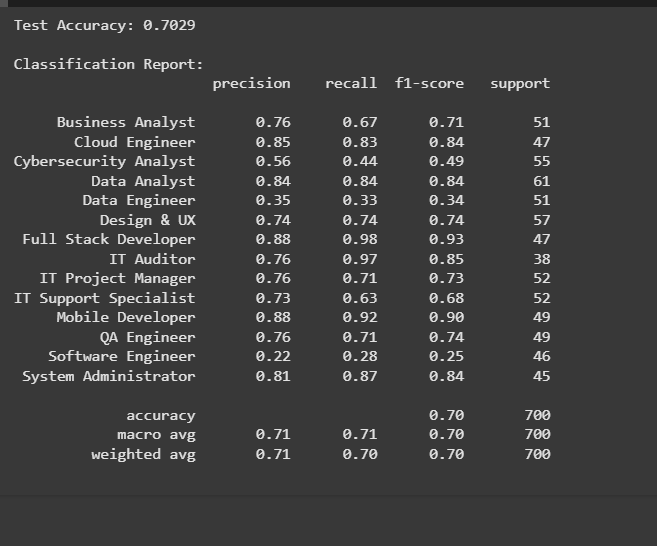 Test Accuracy: 0.7029
Classification Report:
precision recall f1-score support
Business Analyst 0.76 0.67 0.71 51
Cloud Engineer 0.85 0.83 0.84 47
Cybersecurity Analyst 0.56 0.44 0.49 55
Data Analyst 0.84 0.84 0.84 61
Data Engineer 0.35 0.33 0.34 51
Design & UX 0.74 0.74 0.74 57
Full Stack Developer 0.88 0.98 0.93 47
IT Auditor 0.76 0.97 0.85 38
IT Project Manager 0.76 0.71 0.73 52
IT Support Specialist 0.73 0.63 0.68 52
Mobile Developer 0.88 0.92 0.90 49
QA Engineer 0.76 0.71 0.74 49
Software Engineer 0.22 0.28 0.25 46
System Administrator 0.81 0.87 0.84 45
accuracy 0.70 700
macro avg 0.71 0.71 0.70 700
weighted avg 0.71 0.70 0.70 700